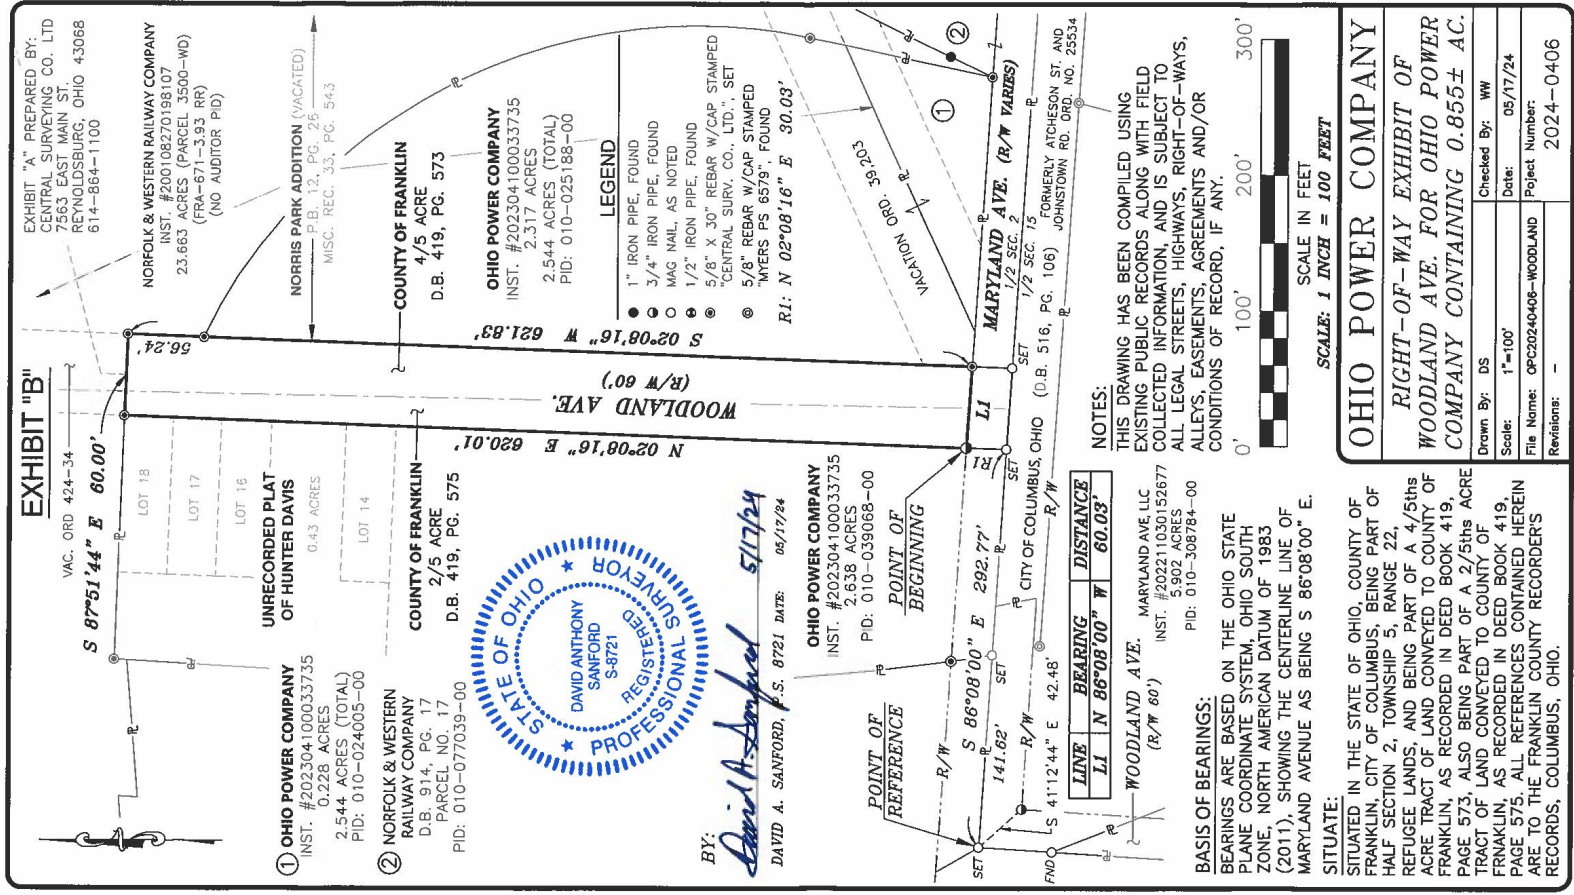 EXHIBIT "B"
EXHIBIT "A" PREPARED BY:
CENTRAL SURVEYING CO. LTD
7563 EAST MAIN ST.
REYNOLDSBURG, OHIO 43068
614-864-1100
VAC. ORD 424-34
S 87°51'44" E 60.00'
56.24'
NORFOLK & WESTERN RAILWAY COMPANY
INST. #200108270198107
23.663 ACRES (PARCEL 3500-WD)
(FRA-671-3.93 RR)
(NO AUDITOR PID)
NORRIS PARK ADDITION (VACATED)
P.B. 12, PG. 26
MISC. REC. 33, PG. 543
LOT 18
LOT 17
LOT 16
UNRECORDED PLAT
OF HUNTER DAVIS
0.43 ACRES
LOT 14
COUNTY OF FRANKLIN
2/5 ACRE
D.B. 419, PG. 575
N 02°08'16" E 620.01'
WOODLAND AVE.
(R/W 60')
S 02°08'16" W 621.83'
COUNTY OF FRANKLIN
4/5 ACRE
D.B. 419, PG. 573
OHIO POWER COMPANY
INST. #202304100033735
2.317 ACRES
2.544 ACRES (TOTAL)
PID: 010-025188-00
① OHIO POWER COMPANY
INST. #202304100033735
0.228 ACRES
2.544 ACRES (TOTAL)
PID: 010-024005-00
② NORFOLK & WESTERN
RAILWAY COMPANY
D.B. 914, PG. 17
PARCEL NO. 17
PID: 010-077039-00
LEGEND
● 1" IRON PIPE, FOUND
3/4" IRON PIPE, FOUND
○ MAG NAIL, AS NOTED
1/2" IRON PIPE, FOUND
5/8" X 30" REBAR W/CAP STAMPED
"CENTRAL SURV. CO., LTD.", SET
5/8" REBAR W/CAP STAMPED
"MYERS PS 6579", FOUND
R1: N 02°08'16" E 30.03'
STATE OF OHIO
DAVID ANTHONY
SANFORD
S-8721
REGISTERED
PROFESSIONAL SURVEYOR
BY:
David A. Sanford 5/17/24
DAVID A. SANFORD, P.S. 8721 DATE: 05/17/24
OHIO POWER COMPANY
INST. #202304100033735
2.638 ACRES
PID: 010-039068-00
POINT OF
BEGINNING
POINT OF
REFERENCE
VACATION ORD. 39,203
①
②
MARYLAND AVE. (R/W VARIES)
1/2 SEC. 2
1/2 SEC. 15
FORMERLY ATCHESON ST. AND
JOHNSTOWN RD. ORD. NO. 25534
(D.B. 516, PG. 106)
CITY OF COLUMBUS, OHIO
R/W
L1
R1
SET
SET
SET
SET
FND
R/W
S 86°08'00" E 292.77'
141.62'
R/W
S 41°12'44" E 42.48'
WOODLAND AVE.
(R/W 60')
LINE BEARING DISTANCE
L1 N 86°08'00" W 60.03'
MARYLAND AVE, LLC
INST. #202211030152677
5.902 ACRES
PID: 010-308784-00
NOTES:
THIS DRAWING HAS BEEN COMPILED USING
EXISTING PUBLIC RECORDS ALONG WITH FIELD
COLLECTED INFORMATION, AND IS SUBJECT TO
ALL LEGAL STREETS, HIGHWAYS, RIGHT-OF-WAYS,
ALLEYS, EASEMENTS, AGREEMENTS AND/OR
CONDITIONS OF RECORD, IF ANY.
0' 100' 200' 300'
SCALE IN FEET
SCALE: 1 INCH = 100 FEET
BASIS OF BEARINGS:
BEARINGS ARE BASED ON THE OHIO STATE
PLANE COORDINATE SYSTEM, OHIO SOUTH
ZONE, NORTH AMERICAN DATUM OF 1983
(2011), SHOWING THE CENTERLINE LINE OF
MARYLAND AVENUE AS BEING S 86°08'00" E.
SITUATE:
SITUATED IN THE STATE OF OHIO, COUNTY OF
FRANKLIN, CITY OF COLUMBUS, BEING PART OF
HALF SECTION 2, TOWNSHIP 5, RANGE 22,
REFUGEE LANDS, AND BEING PART OF A 4/5ths
ACRE TRACT OF LAND CONVEYED TO COUNTY OF
FRANKLIN, AS RECORDED IN DEED BOOK 419,
PAGE 573, ALSO BEING PART OF A 2/5ths ACRE
TRACT OF LAND CONVEYED TO COUNTY OF
FRNAKLIN, AS RECORDED IN DEED BOOK 419,
PAGE 575. ALL REFERENCES CONTAINED HEREIN
ARE TO THE FRANKLIN COUNTY RECORDER'S
RECORDS, COLUMBUS, OHIO.
OHIO POWER COMPANY
RIGHT-OF-WAY EXHIBIT OF
WOODLAND AVE. FOR OHIO POWER
COMPANY CONTAINING 0.855± AC.
Drawn By: DS Checked By: WW
Scale: 1"=100' Date: 05/17/24
File Name: OPC20240406-WOODLAND Poject Number:
Revisions: - 2024-0406